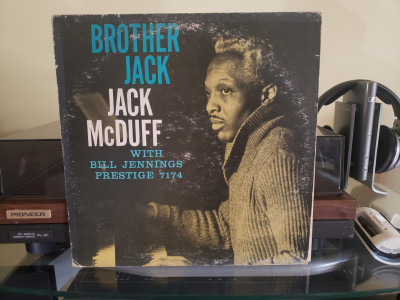 BROTHER
JACK
JACK
McDUFF
WITH
BILL JENNINGS
PRESTIGE 7174
PIONEER